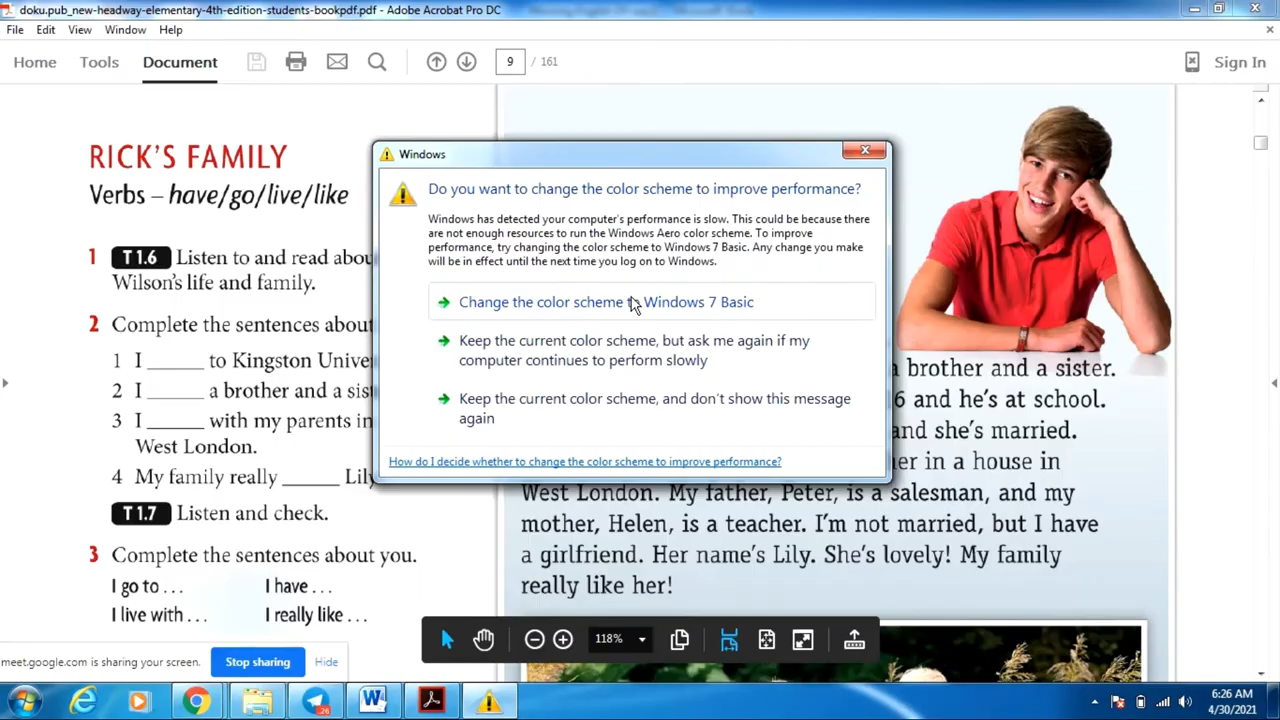 doku.pub_new-headway-elementary-4th-edition-students-bookpdf.pdf - Adobe Acrobat Pro DC
File Edit View Window Help
Home Tools Document 9 / 161 Sign In
RICK'S FAMILY
Verbs – have/go/live/like
1 T 1.6 Listen to and read abou
Wilson's life and family.
2 Complete the sentences about
1 I ______ to Kingston Univer
2 I ______ a brother and a sis
3 I ______ with my parents in
West London.
4 My family really ______ Lily
T 1.7 Listen and check.
3 Complete the sentences about you.
I go to . . . I have . . .
I live with . . . I really like . . .
Windows
Do you want to change the color scheme to improve performance?
Windows has detected your computer's performance is slow. This could be because there
are not enough resources to run the Windows Aero color scheme. To improve
performance, try changing the color scheme to Windows 7 Basic. Any change you make
will be in effect until the next time you log on to Windows.
Change the color scheme to Windows 7 Basic
Keep the current color scheme, but ask me again if my
computer continues to perform slowly
Keep the current color scheme, and don't show this message
again
How do I decide whether to change the color scheme to improve performance?
a brother and a sister.
6 and he's at school.
and she's married.
er in a house in
West London. My father, Peter, is a salesman, and my
mother, Helen, is a teacher. I'm not married, but I have
a girlfriend. Her name's Lily. She's lovely! My family
really like her!
118%
meet.google.com is sharing your screen. Stop sharing Hide
26
6:26 AM
4/30/2021